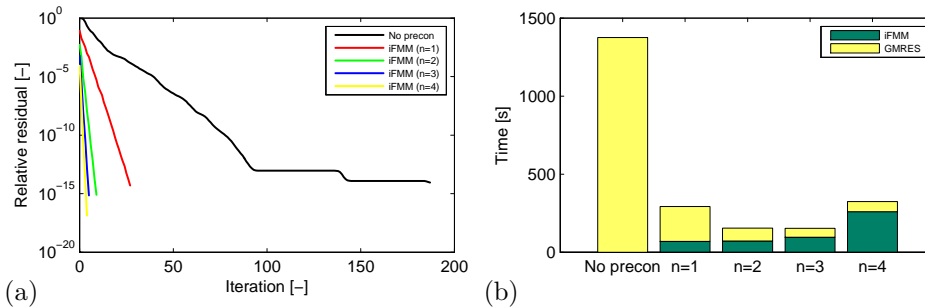 10^0
10^-5
10^-10
10^-15
10^-20
Relative residual [-]
0
50
100
150
200
Iteration [-]
No precon
iFMM (n=1)
iFMM (n=2)
iFMM (n=3)
iFMM (n=4)
(a)
1500
1000
500
0
Time [s]
No precon
n=1
n=2
n=3
n=4
iFMM
GMRES
(b)